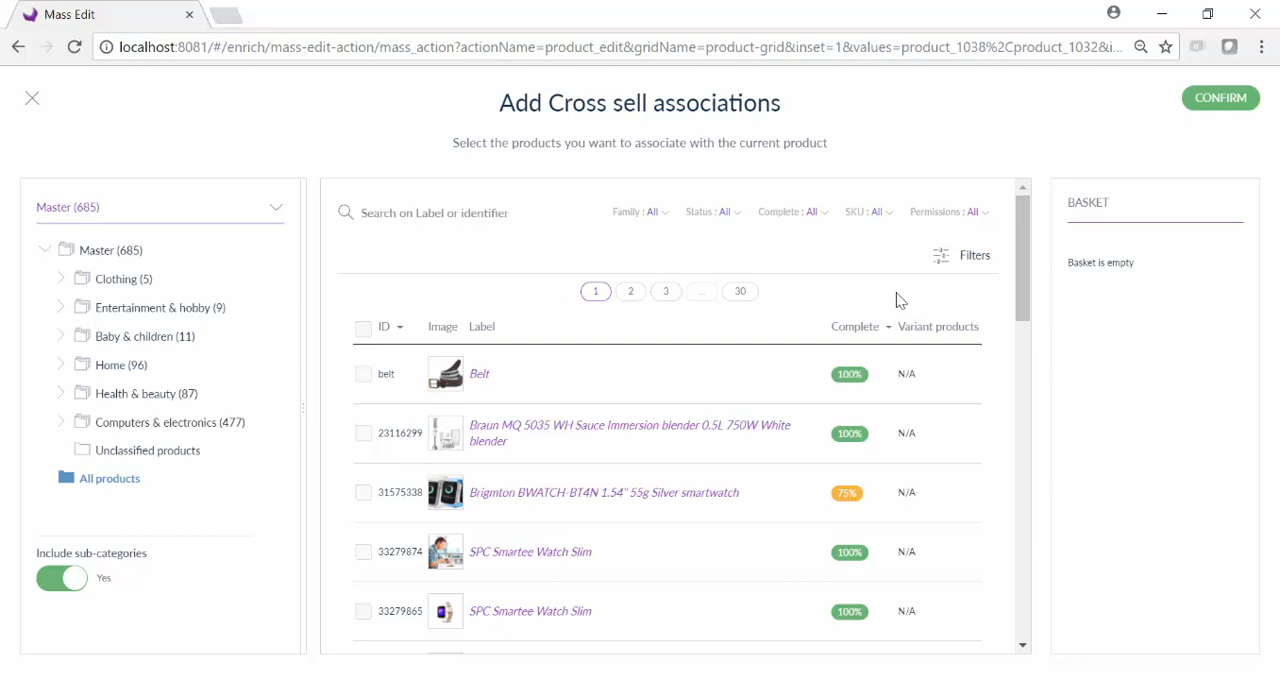 Mass Edit
localhost:8081/#/enrich/mass-edit-action/mass_action?actionName=product_edit&gridName=product-grid&inset=1&values=product_1038%2Cproduct_1032&i...
Add Cross sell associations
CONFIRM
Select the products you want to associate with the current product
Master (685)
Master (685)
Clothing (5)
Entertainment & hobby (9)
Baby & children (11)
Home (96)
Health & beauty (87)
Computers & electronics (477)
Unclassified products
All products
Include sub-categories
Yes
Search on Label or identifier
Family : All
Status : All
Complete : All
SKU : All
Permissions : All
Filters
1 2 3 ... 30
ID Image Label Complete Variant products
belt Belt 100% N/A
23116299 Braun MQ 5035 WH Sauce Immersion blender 0.5L 750W White 100% N/A
blender
31575338 Brigmton BWATCH-BT4N 1.54" 55g Silver smartwatch 75% N/A
33279874 SPC Smartee Watch Slim 100% N/A
33279865 SPC Smartee Watch Slim 100% N/A
BASKET
Basket is empty